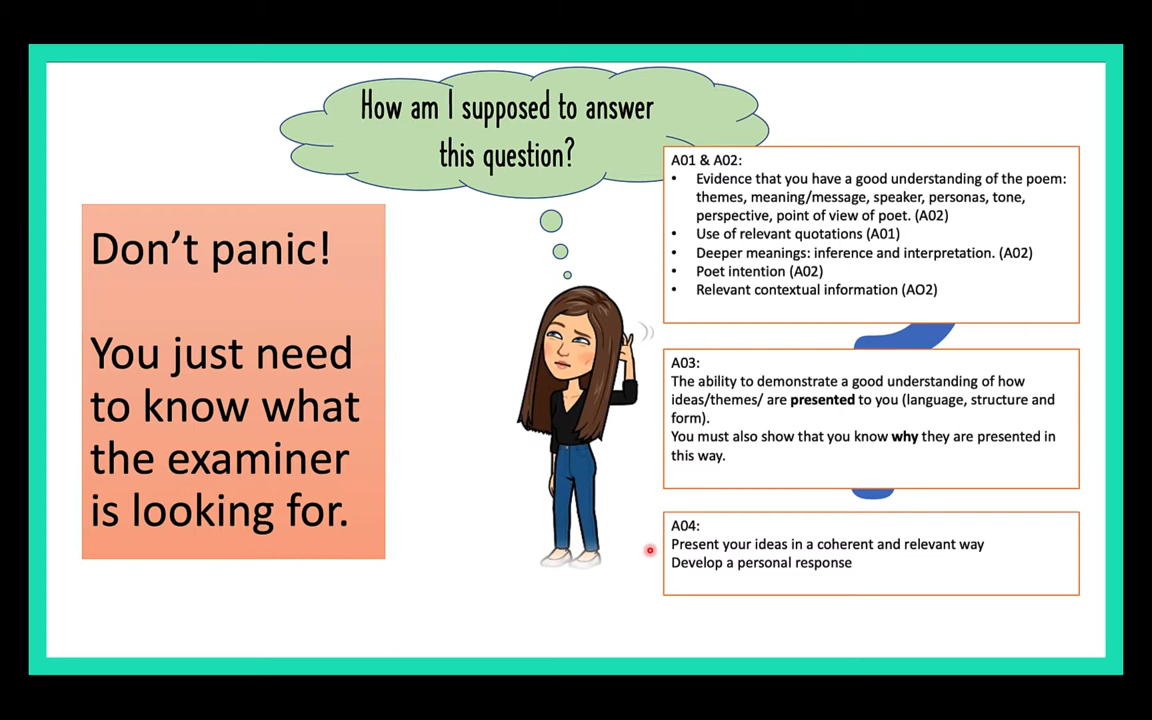 How am I supposed to answer
this question?
Don't panic!
You just need
to know what
the examiner
is looking for.
A01 & A02:
• Evidence that you have a good understanding of the poem:
themes, meaning/message, speaker, personas, tone,
perspective, point of view of poet. (A02)
• Use of relevant quotations (A01)
• Deeper meanings: inference and interpretation. (A02)
• Poet intention (A02)
• Relevant contextual information (AO2)
A03:
The ability to demonstrate a good understanding of how
ideas/themes/ are presented to you (language, structure and
form).
You must also show that you know why they are presented in
this way.
A04:
Present your ideas in a coherent and relevant way
Develop a personal response